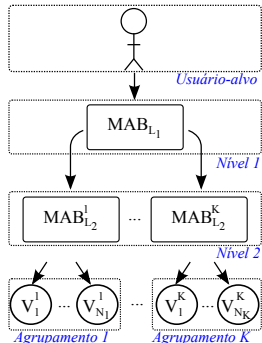 Usuário-alvo
MAB_{L_1}
Nível 1
MAB^1_{L_2} ... MAB^K_{L_2}
Nível 2
V^1_1 ... V^1_{N_1} ... V^K_1 ... V^K_{N_K}
Agrupamento 1 Agrupamento K